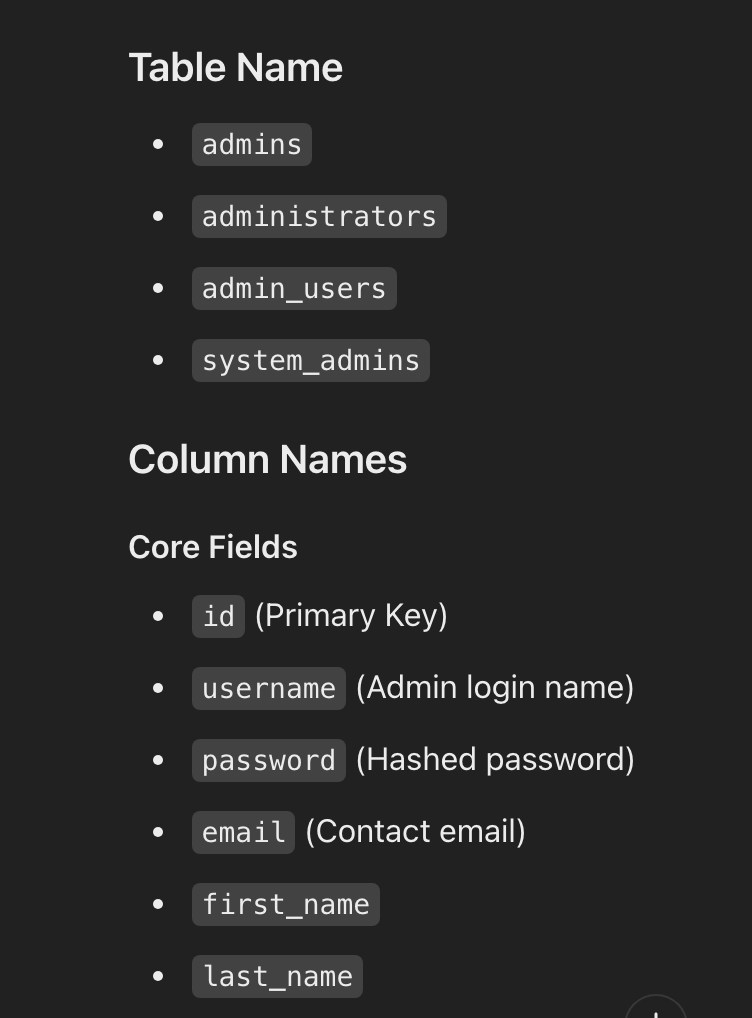 Table Name
• admins
• administrators
• admin_users
• system_admins
Column Names
Core Fields
• id (Primary Key)
• username (Admin login name)
• password (Hashed password)
• email (Contact email)
• first_name
• last_name